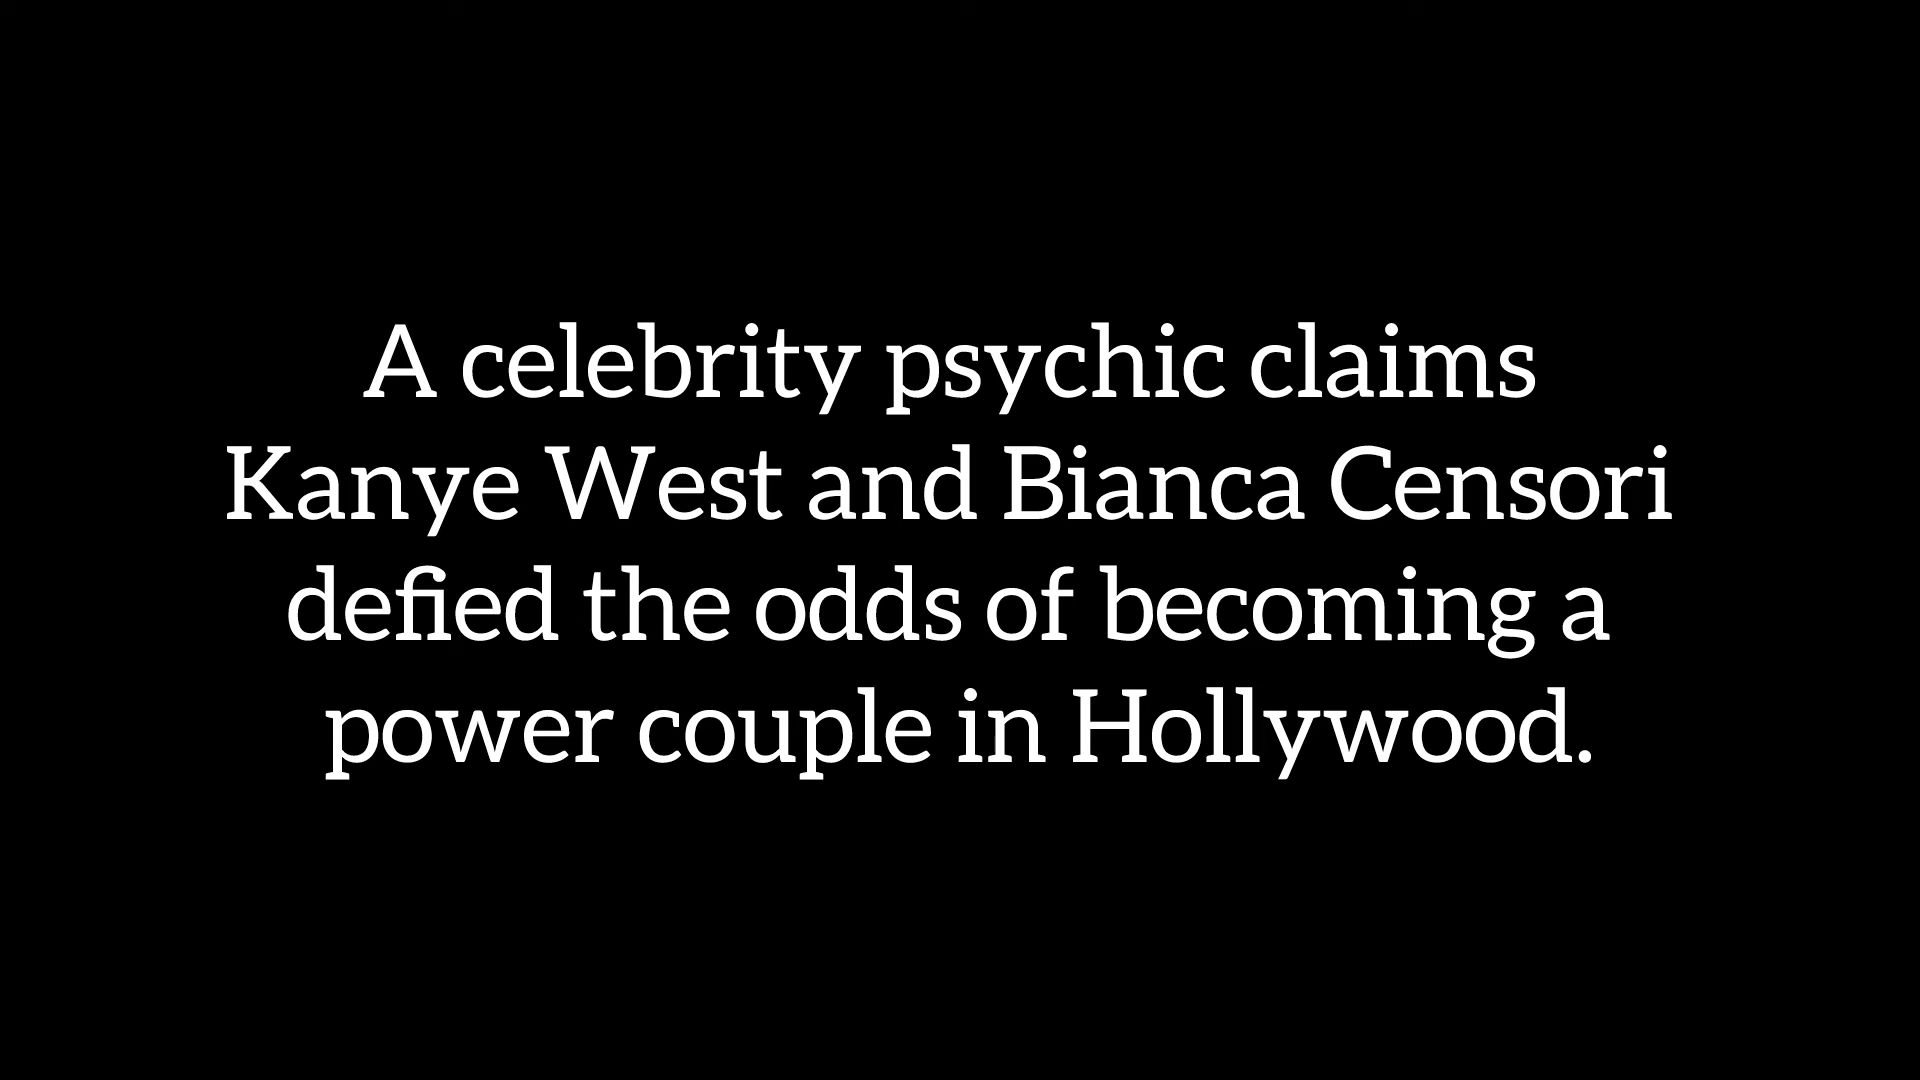 A celebrity psychic claims
Kanye West and Bianca Censori
defied the odds of becoming a
power couple in Hollywood.